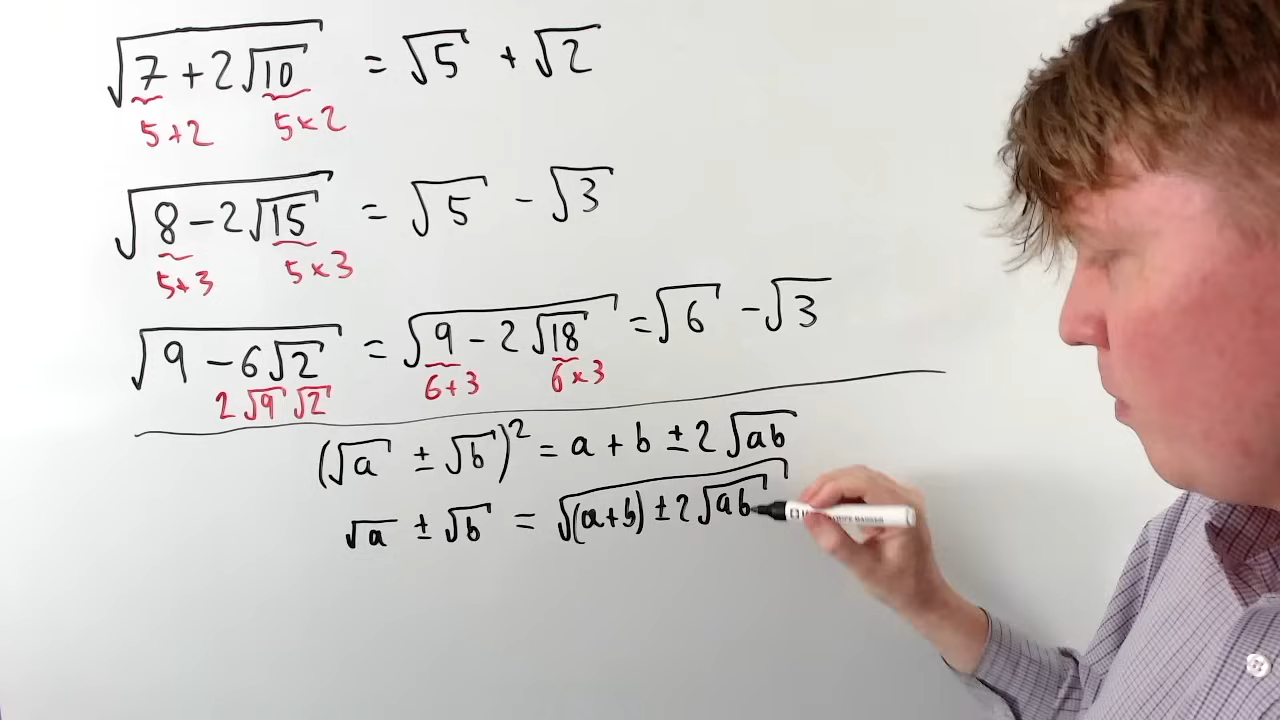 √(7 + 2√10) = √5 + √2
5+2 5×2
√(8 − 2√15) = √5 − √3
5+3 5×3
√(9 − 6√2) = √(9 − 2√18) = √6 − √3
2√9 √2 6+3 6×3
(√a ± √b)² = a + b ± 2√ab
√a ± √b = √((a+b) ± 2√ab)